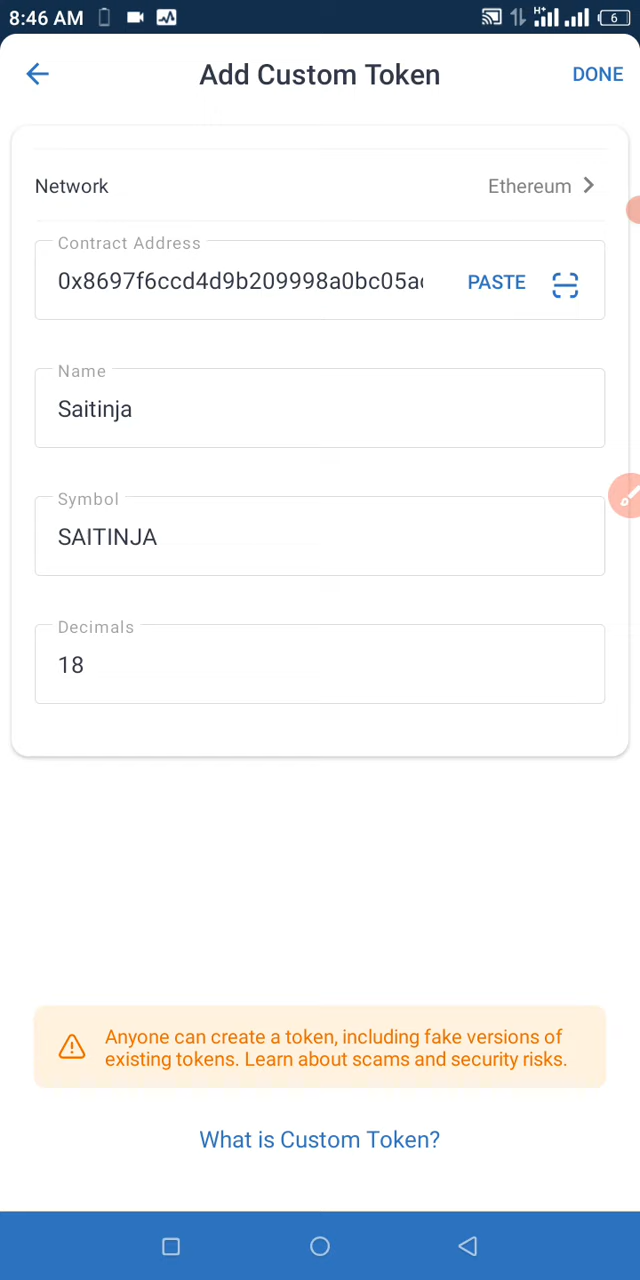 8:46 AM
H+
6
Add Custom Token
DONE
Network
Ethereum
Contract Address
0x8697f6ccd4d9b209998a0bc05a
PASTE
Name
Saitinja
Symbol
SAITINJA
Decimals
18
Anyone can create a token, including fake versions of
existing tokens. Learn about scams and security risks.
What is Custom Token?